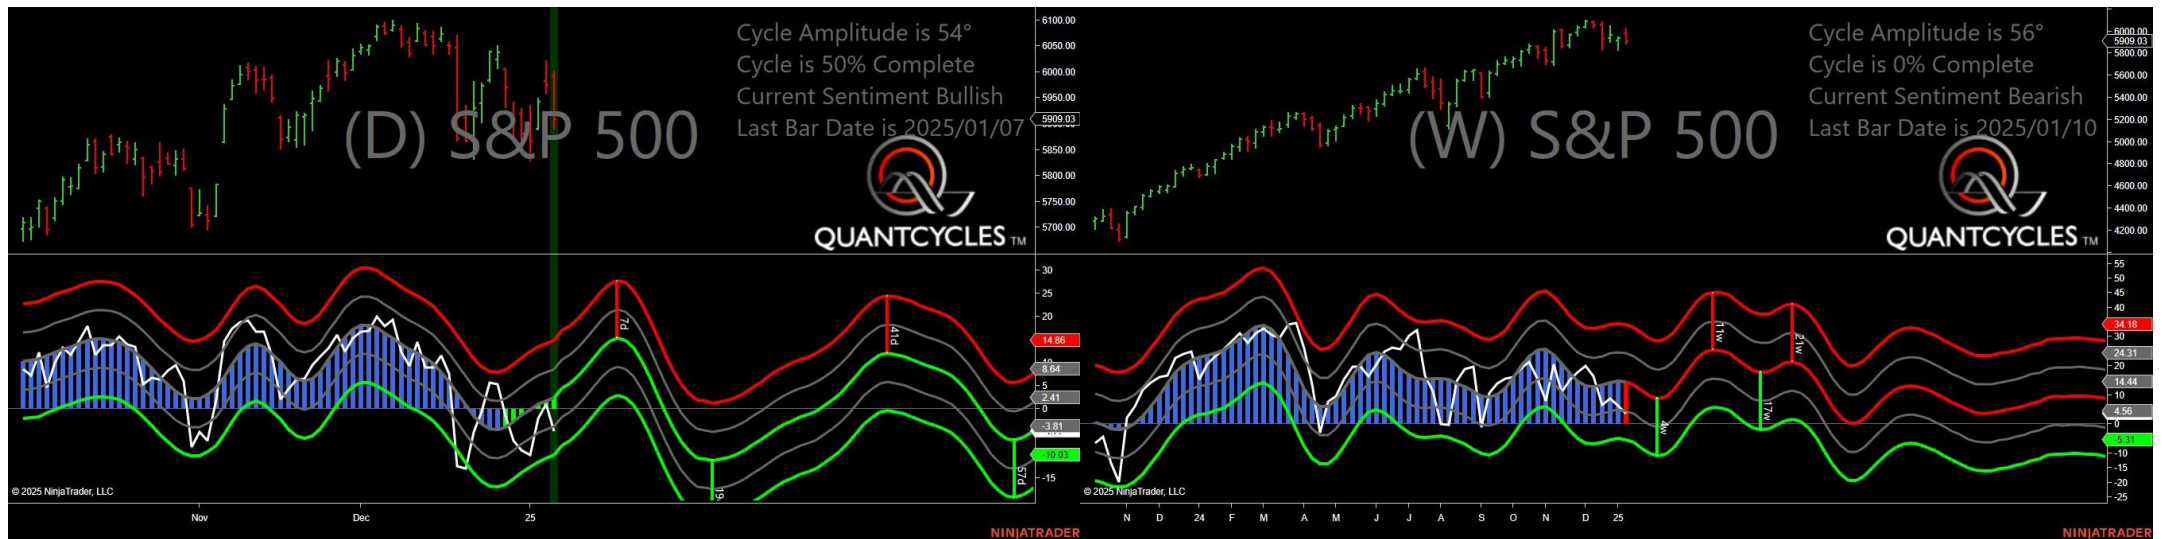 Cycle Amplitude is 54°
Cycle is 50% Complete
Current Sentiment Bullish
Last Bar Date is 2025/01/07
(D) S&P 500
QUANTCYCLES TM
6100.00
6050.00
6000.00
5950.00
5909.03
5850.00
5800.00
5750.00
5700.00
30
25
20
14.86
10
8.64
5
2.41
0
-3.81
-10.03
-15
7d
19
41d
57d
© 2025 NinjaTrader, LLC
Nov
Dec
25
NINJATRADER
Cycle Amplitude is 56°
Cycle is 0% Complete
Current Sentiment Bearish
Last Bar Date is 2025/01/10
(W) S&P 500
QUANTCYCLES TM
6000.00
5909.03
5800.00
5600.00
5400.00
5200.00
5000.00
4800.00
4600.00
4400.00
4200.00
55
50
45
40
34.18
30
24.31
20
14.44
10
4.56
0
-5.31
-10
-15
-20
-25
4w
11w
17w
21w
© 2025 NinjaTrader, LLC
N D 24 F M A M J J A S O N D 25
NINJATRADER